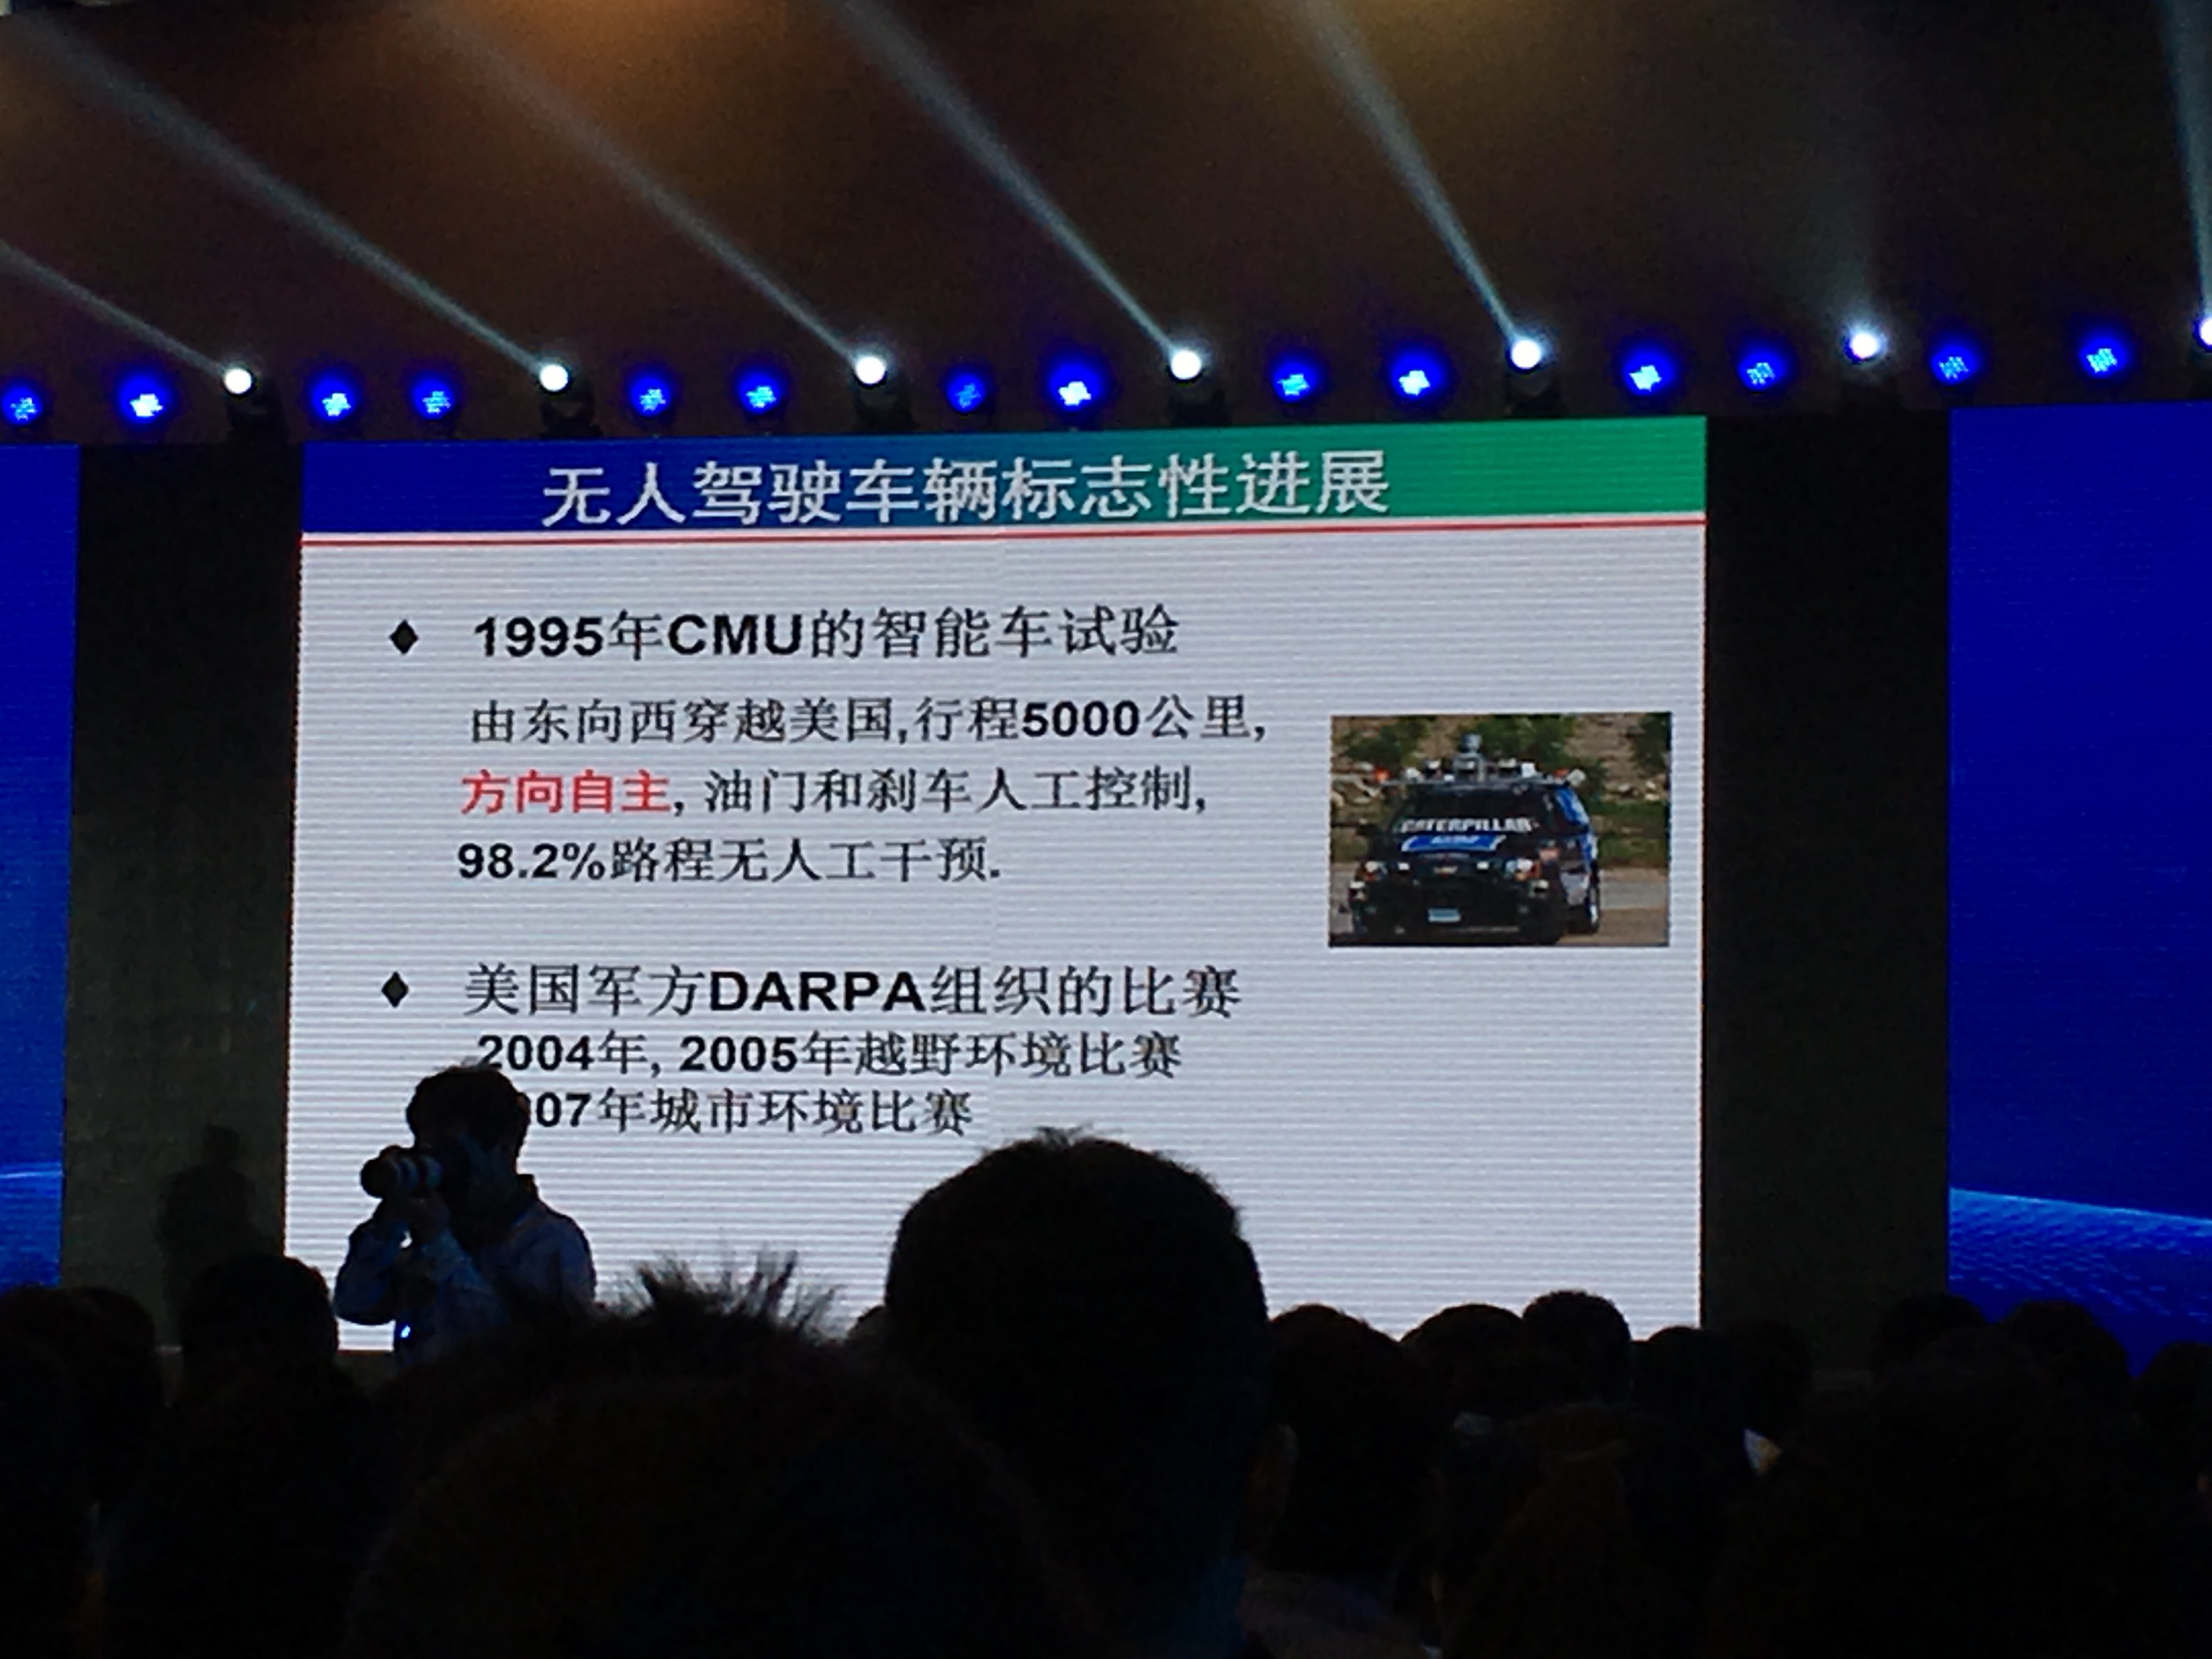 无人驾驶车辆标志性进展
◆ 1995年CMU的智能车试验
由东向西穿越美国,行程5000公里,
方向自主, 油门和刹车人工控制,
98.2%路程无人工干预.
CATERPILLAR
◆ 美国军方DARPA组织的比赛
2004年, 2005年越野环境比赛
07年城市环境比赛